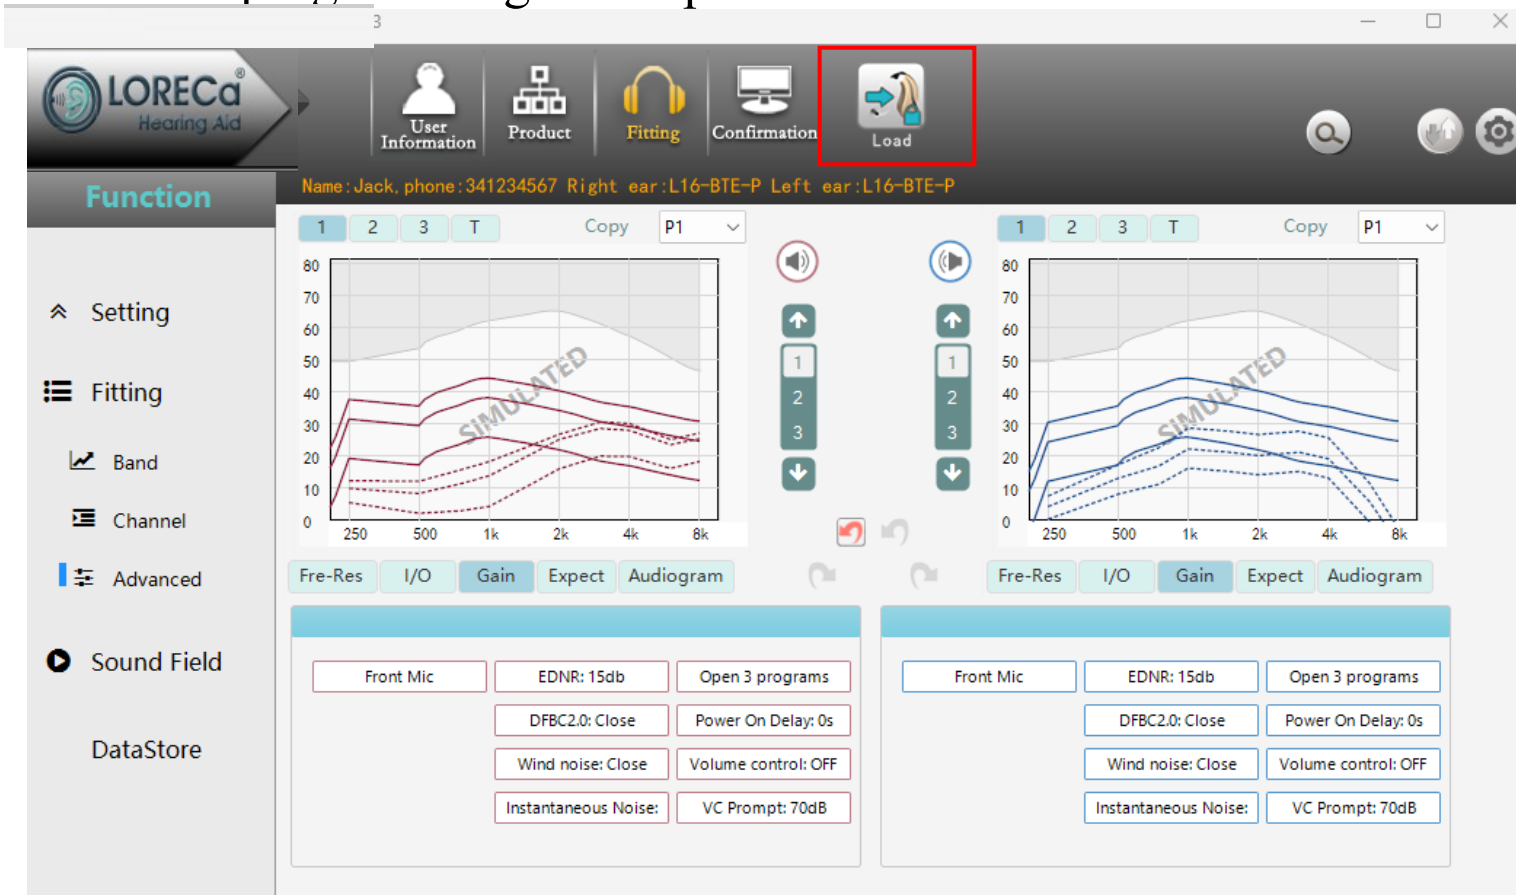 3
LORECa®
Hearing Aid
User
Information
Product
Fitting
Confirmation
Load
Name:Jack,phone:341234567 Right ear:L16-BTE-P Left ear:L16-BTE-P
Function
Setting
Fitting
Band
Channel
Advanced
Sound Field
DataStore
1 2 3 T Copy P1
80
70
60
50
40
30
20
10
0
250 500 1k 2k 4k 8k
SIMULATED
Fre-Res I/O Gain Expect Audiogram
1
2
3
1
2
3
1 2 3 T Copy P1
80
70
60
50
40
30
20
10
0
250 500 1k 2k 4k 8k
SIMULATED
Fre-Res I/O Gain Expect Audiogram
Front Mic EDNR: 15db Open 3 programs
DFBC2.0: Close Power On Delay: 0s
Wind noise: Close Volume control: OFF
Instantaneous Noise: VC Prompt: 70dB
Front Mic EDNR: 15db Open 3 programs
DFBC2.0: Close Power On Delay: 0s
Wind noise: Close Volume control: OFF
Instantaneous Noise: VC Prompt: 70dB